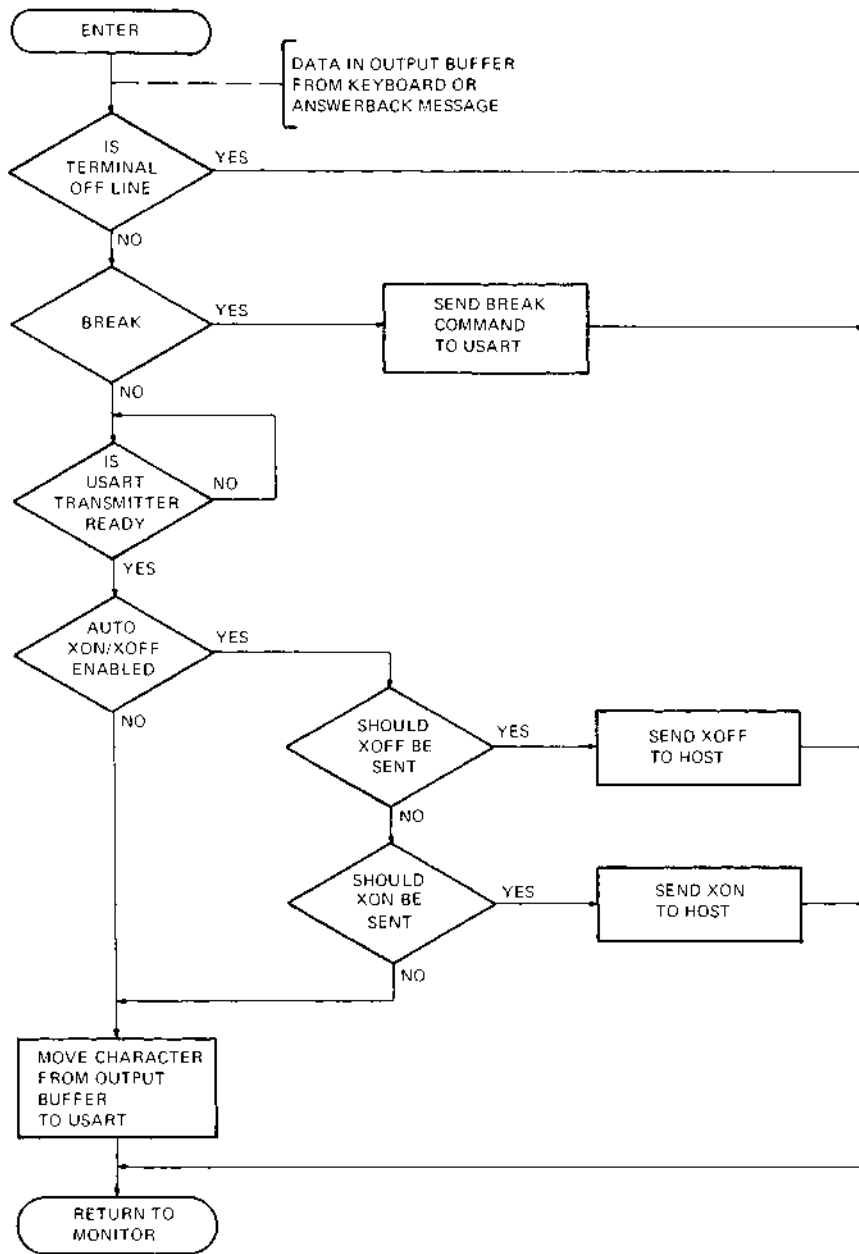 ENTER
DATA IN OUTPUT BUFFER
FROM KEYBOARD OR
ANSWERBACK MESSAGE
IS
TERMINAL
OFF LINE
YES
NO
BREAK
YES
SEND BREAK
COMMAND
TO USART
NO
IS
USART
TRANSMITTER
READY
NO
YES
AUTO
XON/XOFF
ENABLED
YES
NO
SHOULD
XOFF BE
SENT
YES
SEND XOFF
TO HOST
NO
SHOULD
XON BE
SENT
YES
SEND XON
TO HOST
NO
MOVE CHARACTER
FROM OUTPUT
BUFFER
TO USART
RETURN TO
MONITOR